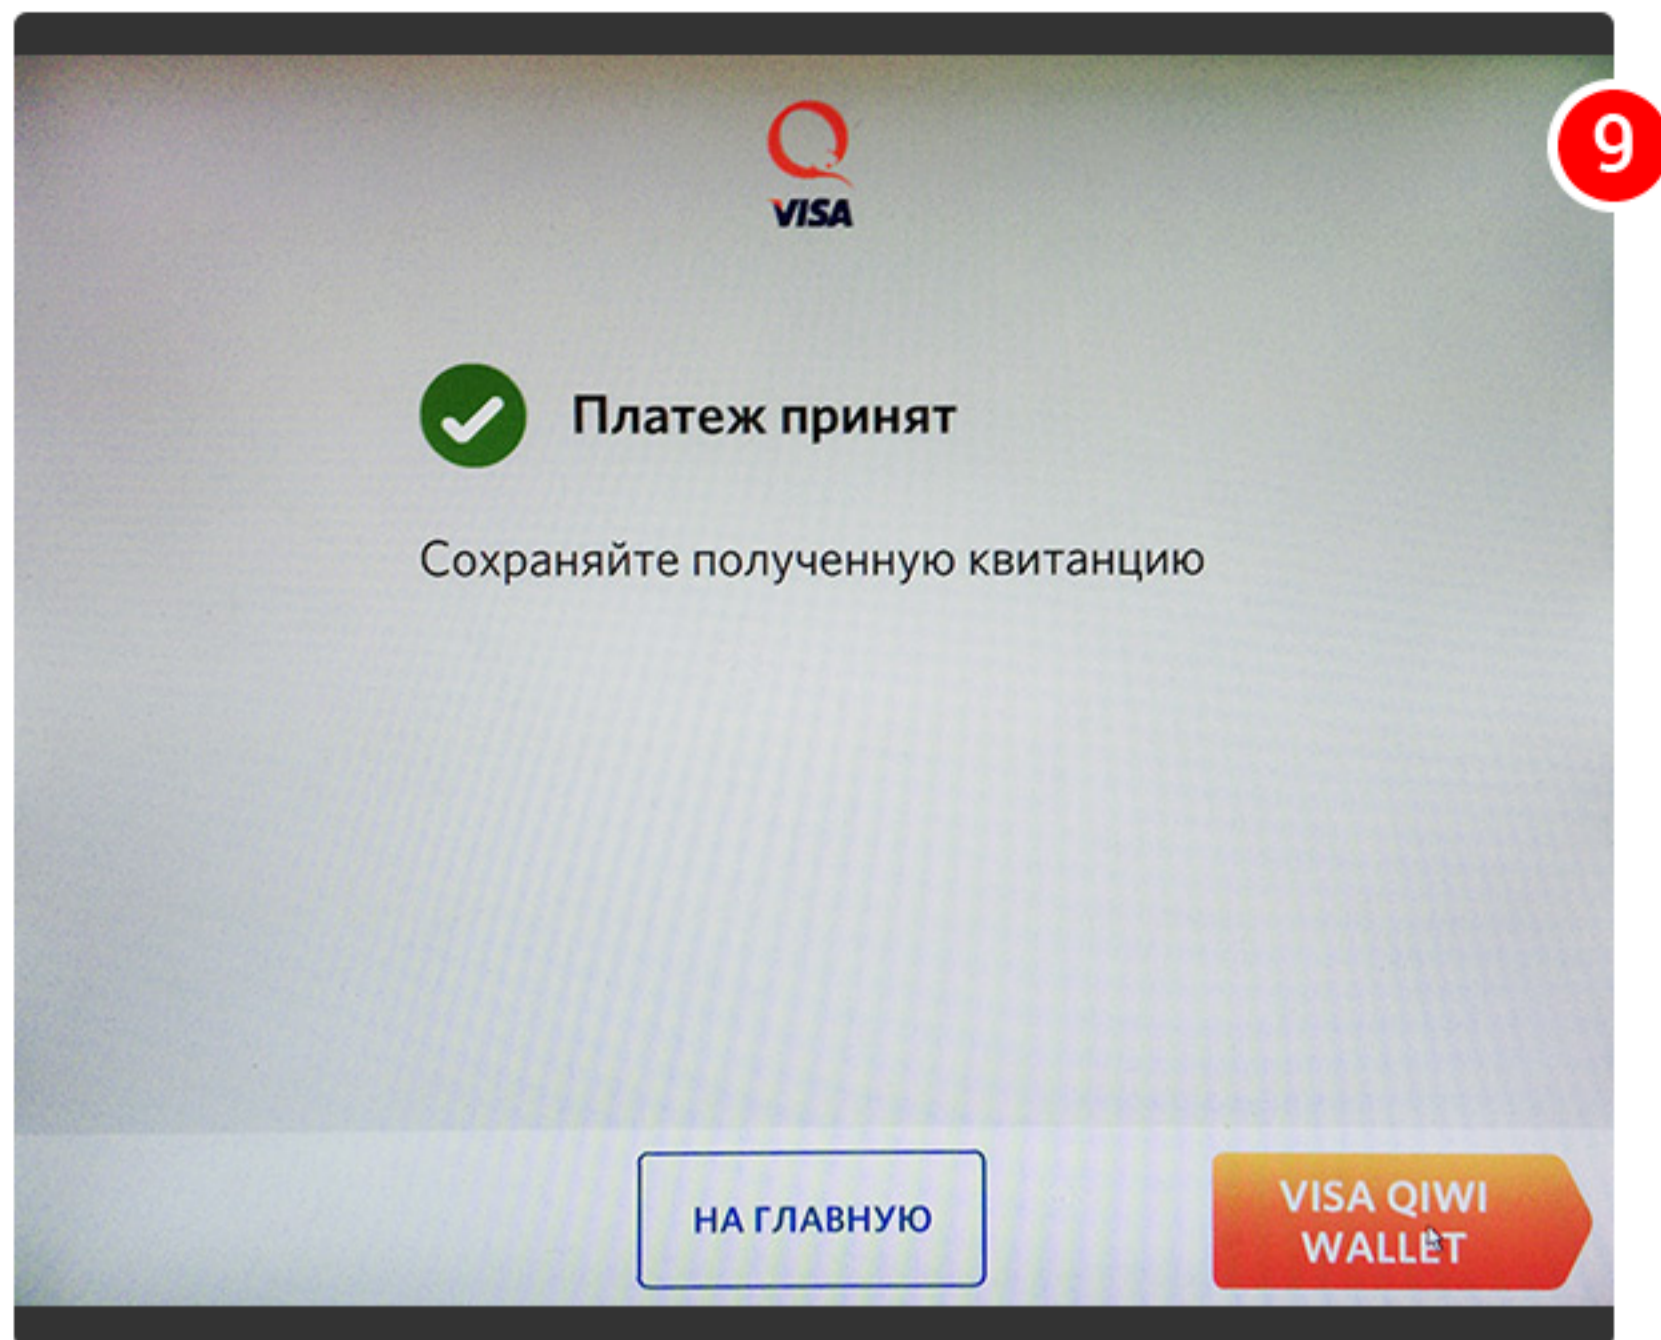 9
VISA
Платеж принят
Сохраняйте полученную квитанцию
НА ГЛАВНУЮ
VISA QIWI
WALLET